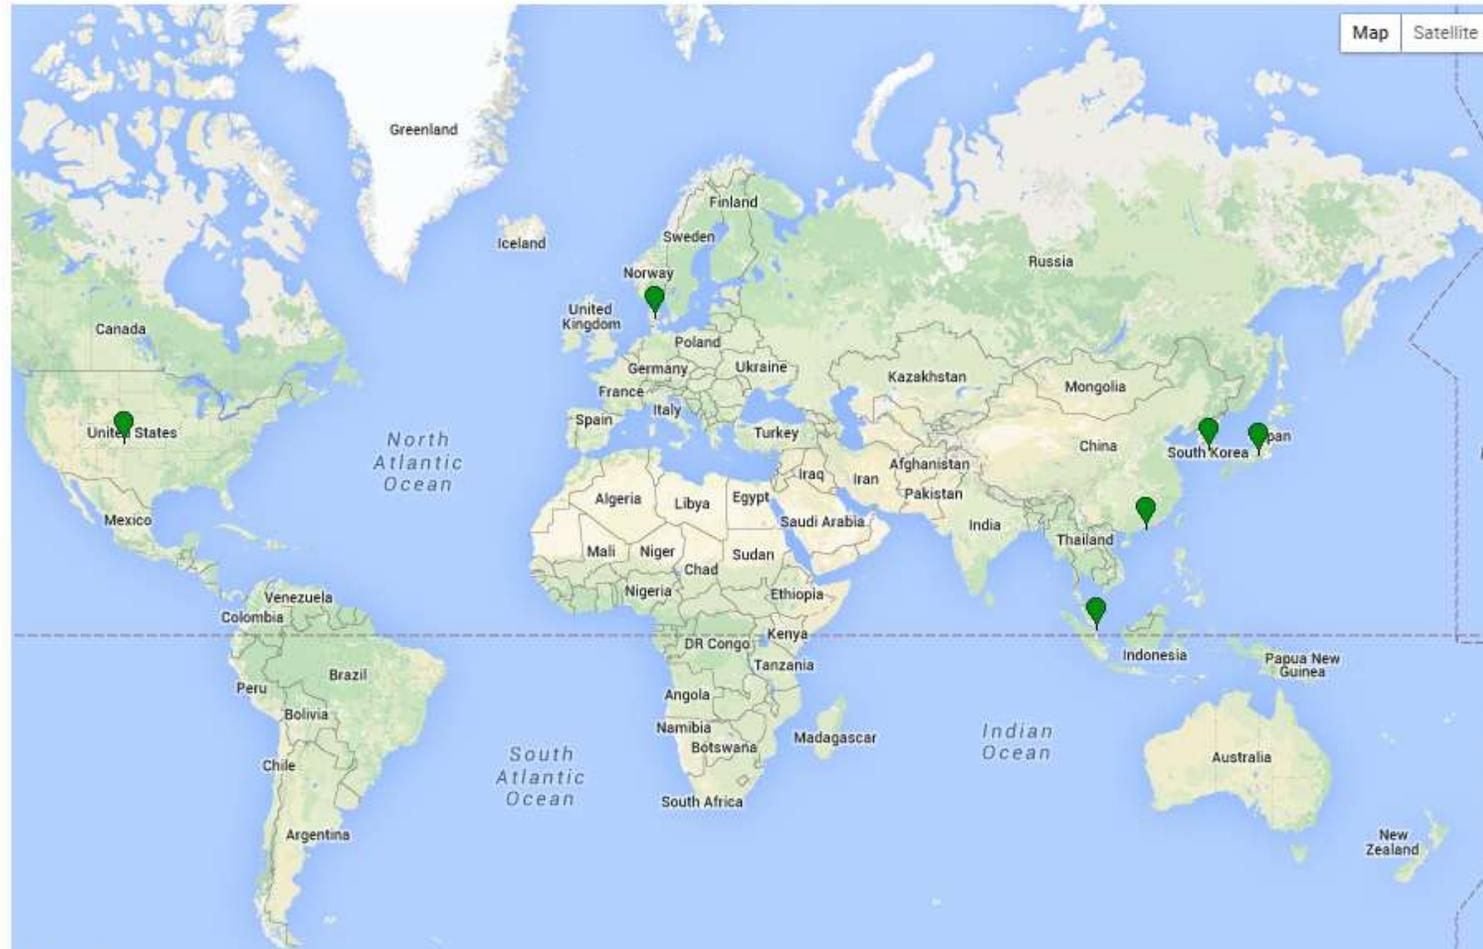 Map
Satellite
Greenland
Finland
Iceland
Sweden
Russia
Norway
United
Kingdom
Canada
Poland
Germany
Ukraine
Kazakhstan
Mongolia
France
Italy
Spain
United States
Turkey
China
pan
South Korea
North
Atlantic
Ocean
Iraq
Iran
Afghanistan
Pakistan
Algeria
Libya
Egypt
Saudi Arabia
India
Mexico
Thailand
Mali
Niger
Sudan
Chad
Nigeria
Ethiopia
Venezuela
Colombia
Kenya
DR Congo
Indonesia
Papua New
Guinea
Tanzania
Brazil
Peru
Angola
Bolivia
Namibia
Botswana
Madagascar
Indian
Ocean
South
Atlantic
Ocean
Chile
Australia
South Africa
Argentina
New
Zealand